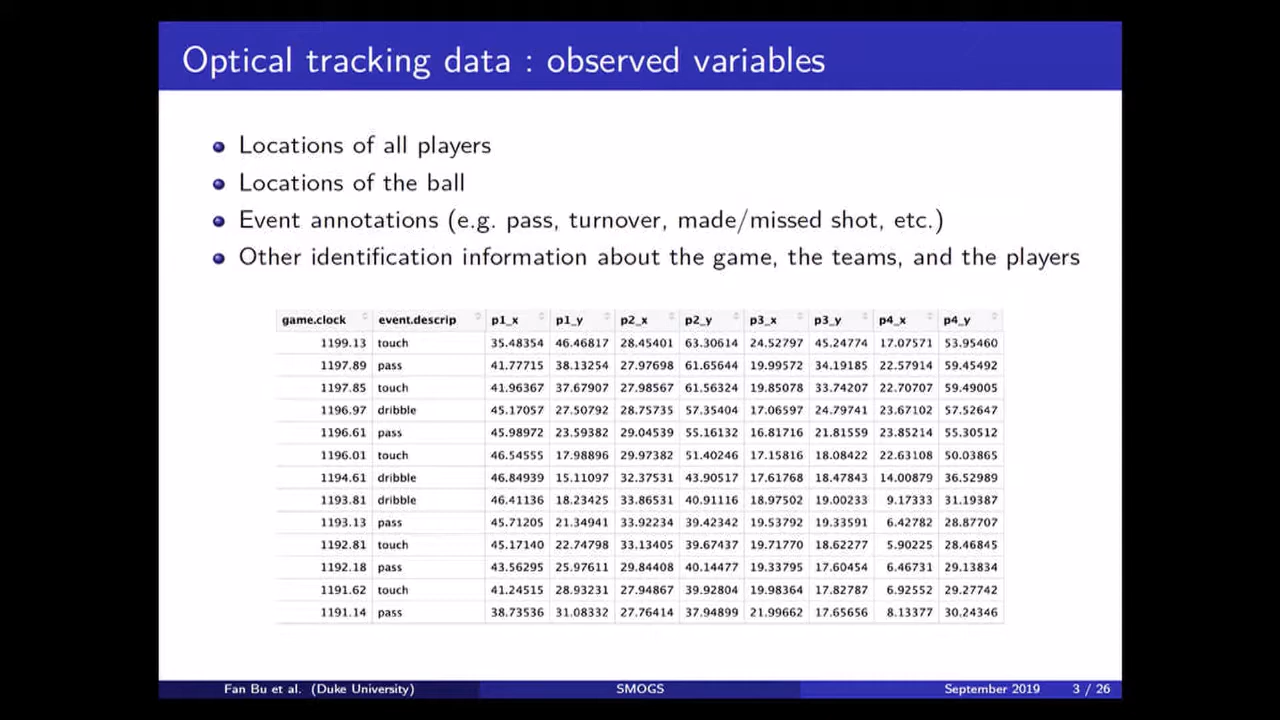 Optical tracking data : observed variables
Locations of all players
Locations of the ball
Event annotations (e.g. pass, turnover, made/missed shot, etc.)
Other identification information about the game, the teams, and the players
game.clock event.descrip p1_x p1_y p2_x p2_y p3_x p3_y p4_x p4_y
1199.13 touch 35.48354 46.46817 28.45401 63.30614 24.52797 45.24774 17.07571 53.95460
1197.89 pass 41.77715 38.13254 27.97698 61.65644 19.99572 34.19185 22.57914 59.45492
1197.85 touch 41.96367 37.67907 27.98567 61.56324 19.85078 33.74207 22.70707 59.49005
1196.97 dribble 45.17057 27.50792 28.75735 57.35404 17.06597 24.79741 23.67102 57.52647
1196.61 pass 45.98972 23.59382 29.04539 55.16132 16.81716 21.81559 23.85214 55.30512
1196.01 touch 46.54555 17.98896 29.97382 51.40246 17.15816 18.08422 22.63108 50.03865
1194.61 dribble 46.84939 15.11097 32.37531 43.90517 17.61768 18.47843 14.00879 36.52989
1193.81 dribble 46.41136 18.23425 33.86531 40.91116 18.97502 19.00233 9.17333 31.19387
1193.13 pass 45.71205 21.34941 33.92234 39.42342 19.53792 19.33591 6.42782 28.87707
1192.81 touch 45.17140 22.74798 33.13405 39.67437 19.71770 18.62277 5.90225 28.46845
1192.18 pass 43.56295 25.97611 29.84408 40.14477 19.33795 17.60454 6.46731 29.13834
1191.62 touch 41.24515 28.93231 27.94867 39.92804 19.98364 17.82787 6.92552 29.27742
1191.14 pass 38.73536 31.08332 27.76414 37.94899 21.99662 17.65656 8.13377 30.24346
Fan Bu et al. (Duke University) SMOGS September 2019 3 / 26